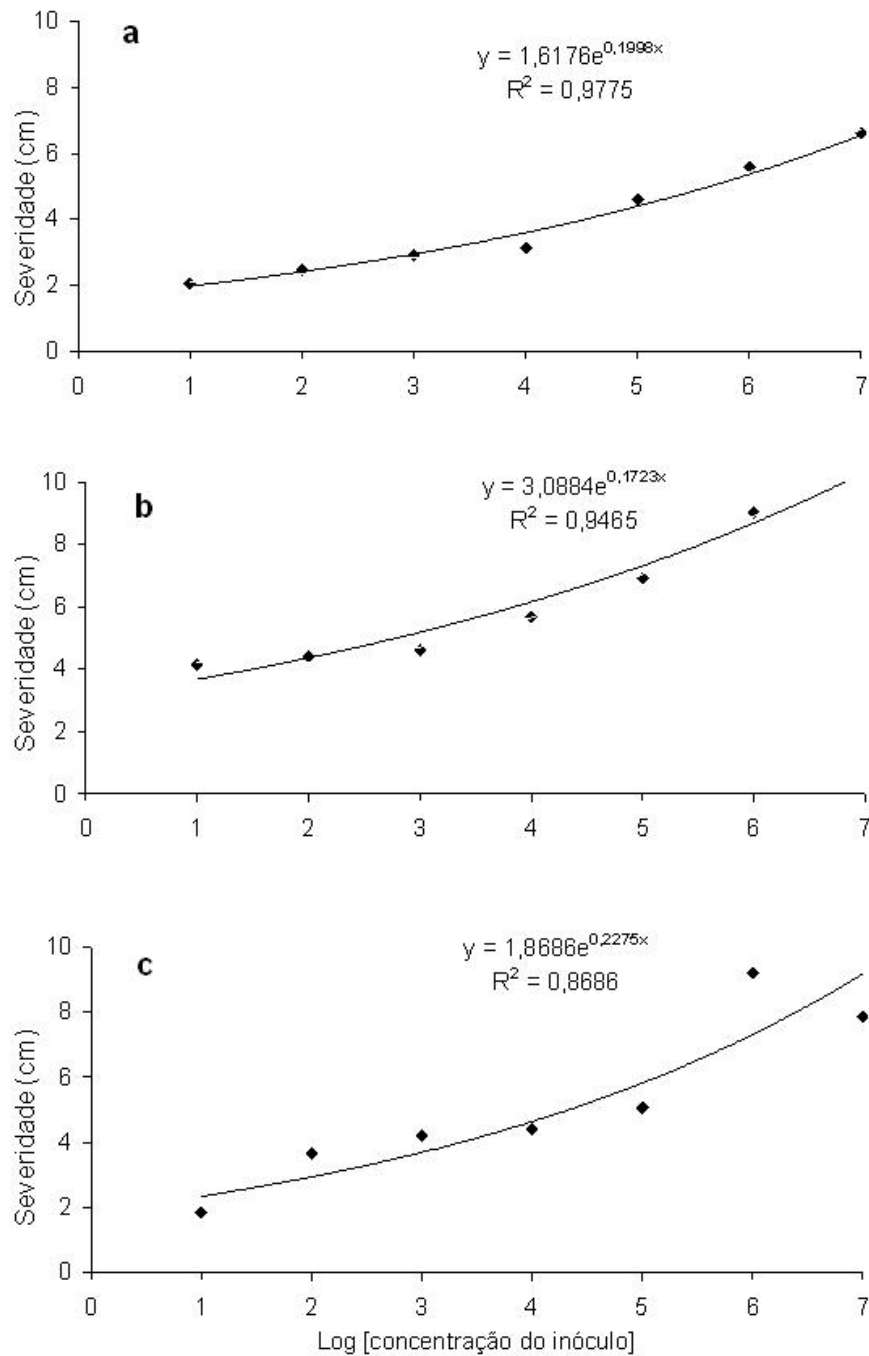 a
y = 1,6176e^0,1998x
R² = 0,9775
Severidade (cm)
10
8
6
4
2
0
0 1 2 3 4 5 6 7
b
y = 3,0884e^0,1723x
R² = 0,9465
Severidade (cm)
10
8
6
4
2
0
0 1 2 3 4 5 6 7
c
y = 1,8686e^0,2275x
R² = 0,8686
Severidade (cm)
10
8
6
4
2
0
0 1 2 3 4 5 6 7
Log [concentração do inóculo]